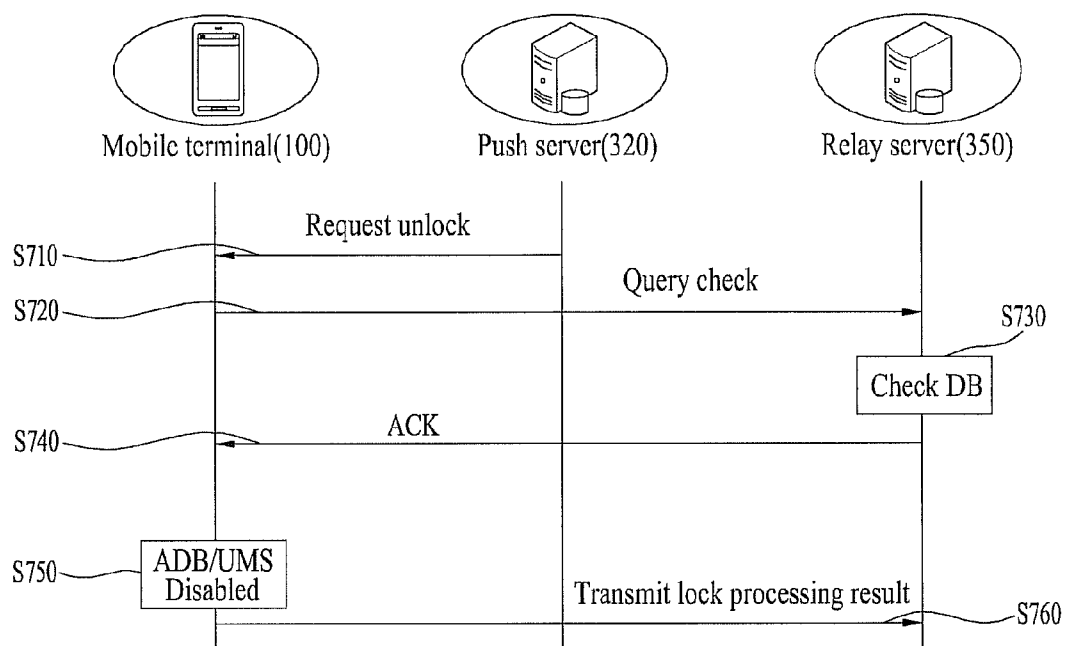 Mobile terminal(100)
Push server(320)
Relay server(350)
Request unlock
S710
Query check
S720
S730
Check DB
ACK
S740
ADB/UMS
Disabled
S750
Transmit lock processing result
S760